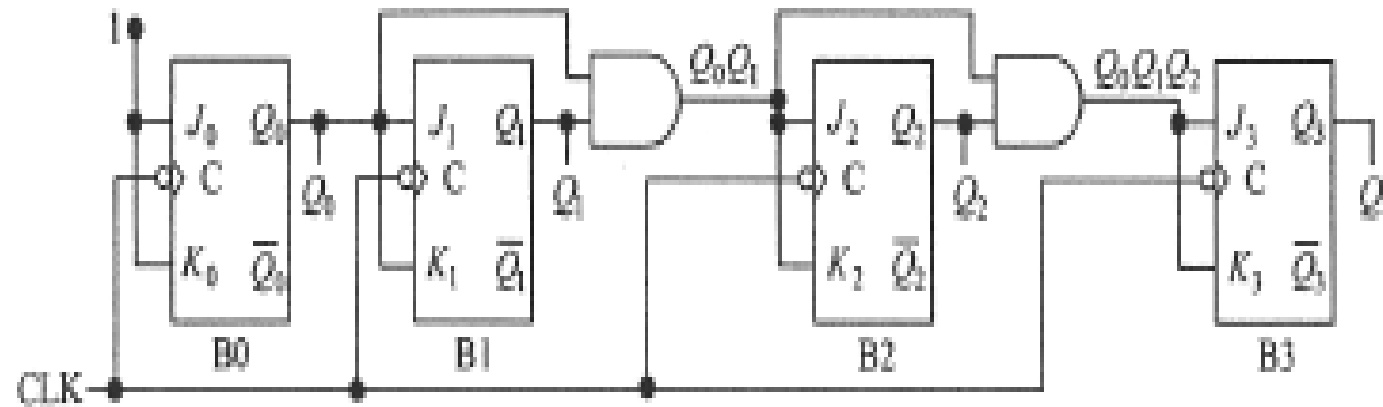 1
Q₀Q₁
Q₀Q₁Q₂
J₀ Q₀
J₁ Q₁
J₂ Q₂
J₃ Q₃
C
C
C
C
Q₀
Q₁
Q₂
Q
K₀ Q̅₀
K₁ Q̅₁
K₂ Q̅₂
K₃ Q̅₃
B0
B1
B2
B3
CLK